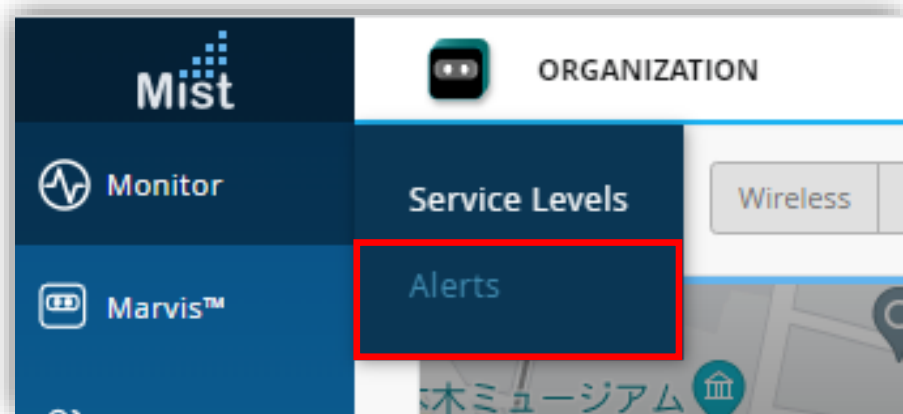 Mist
ORGANIZATION
Monitor
Service Levels
Wireless
Alerts
Marvis™
木ミュージアム